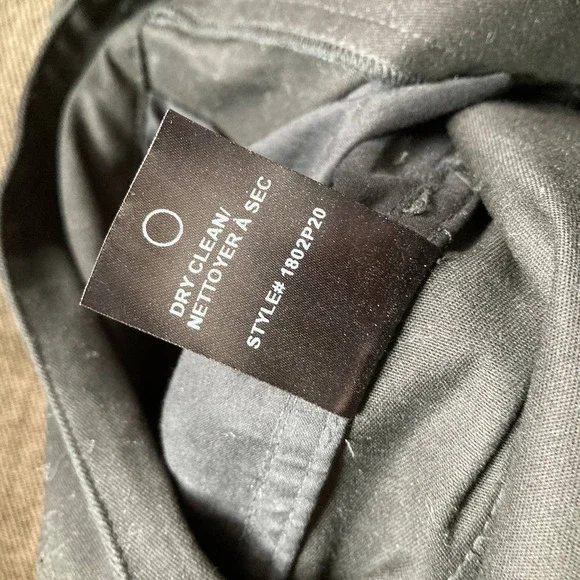 DRY CLEAN/
NETTOYER À SEC
STYLE# 1802P20